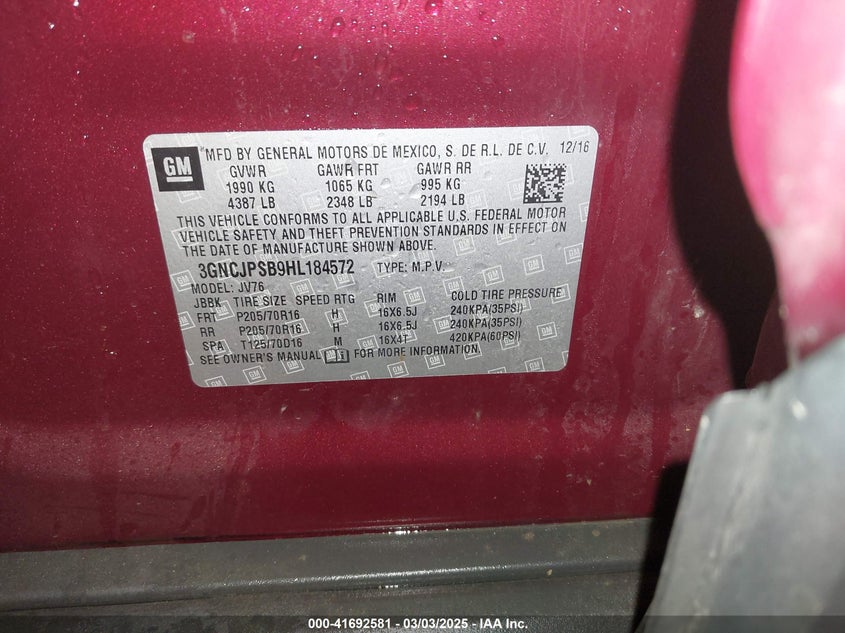 GM MFD BY GENERAL MOTORS DE MEXICO, S. DE R.L. DE C.V. 12/16
GVWR GAWR FRT GAWR RR
1990 KG 1065 KG 995 KG
4387 LB 2348 LB 2194 LB
THIS VEHICLE CONFORMS TO ALL APPLICABLE U.S. FEDERAL MOTOR
VEHICLE SAFETY AND THEFT PREVENTION STANDARDS IN EFFECT ON
THE DATE OF MANUFACTURE SHOWN ABOVE.
3GNCJPSB9HL184572 TYPE: M.P.V.
MODEL: JV76
JBBK TIRE SIZE SPEED RTG RIM COLD TIRE PRESSURE
FRT P205/70R16 H 16X6.5J 240KPA(35PSI)
RR P205/70R16 H 16X6.5J 240KPA(35PSI)
SPA T125/70D16 M 16X4T 420KPA(60PSI)
SEE OWNER'S MANUAL FOR MORE INFORMATION.
000-41692581 - 03/03/2025 - IAA Inc.